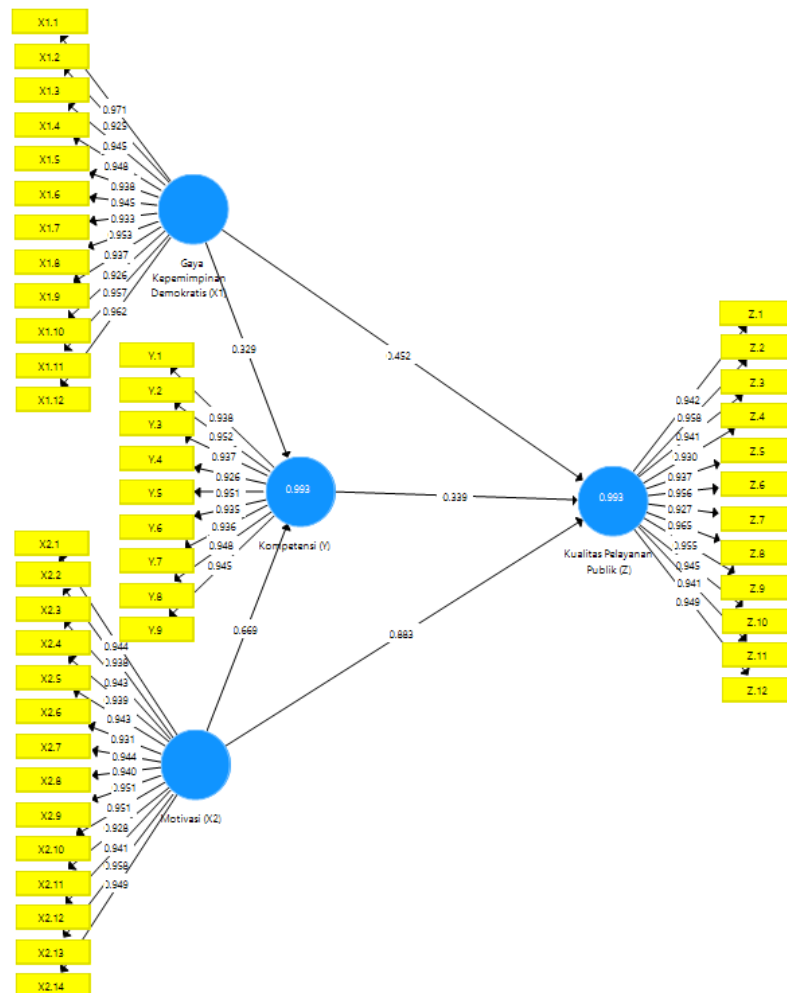 X1.1
X1.2
X1.3
X1.4
X1.5
X1.6
X1.7
X1.8
X1.9
X1.10
X1.11
X1.12
0.971
0.925
0.945
0.948
0.938
0.945
0.933
0.953
0.937
0.926
0.957
0.962
Gaya
Kepemimpinan
Demokratis (X1)
0.329
0.452
Y.1
Y.2
Y.3
Y.4
Y.5
Y.6
Y.7
Y.8
Y.9
0.938
0.952
0.937
0.926
0.951
0.935
0.936
0.948
0.945
0.993
Kompetensi (Y)
0.339
0.993
Kualitas Pelayanan
Publik (Z)
0.942
0.958
0.941
0.930
0.937
0.956
0.927
0.965
0.955
0.945
0.941
0.949
Z.1
Z.2
Z.3
Z.4
Z.5
Z.6
Z.7
Z.8
Z.9
Z.10
Z.11
Z.12
X2.1
X2.2
X2.3
X2.4
X2.5
X2.6
X2.7
X2.8
X2.9
X2.10
X2.11
X2.12
X2.13
X2.14
0.944
0.938
0.943
0.939
0.943
0.931
0.944
0.940
0.951
0.951
0.928
0.941
0.958
0.949
0.669
0.883
Motivasi (X2)